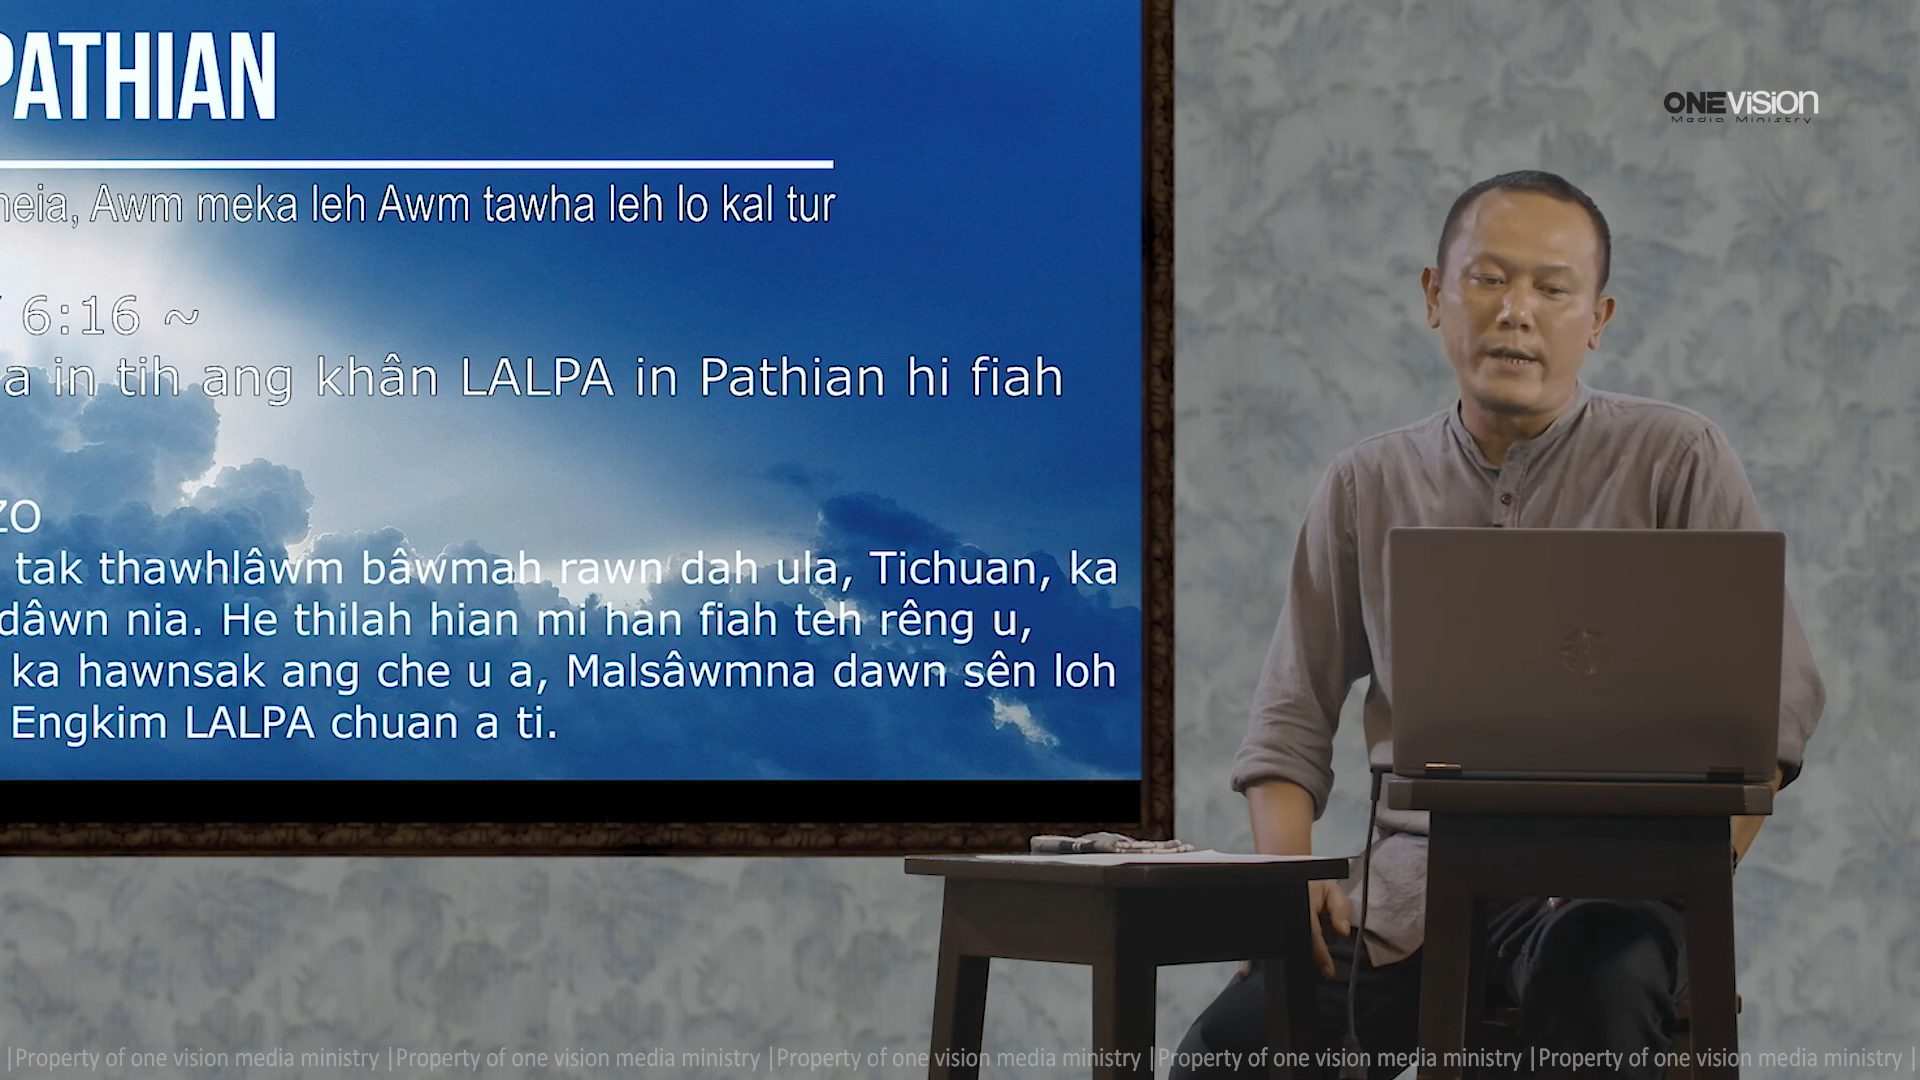 PATHIAN
ONEVISION
Media Ministry
neia, Awm meka leh Awm tawha leh lo kal tur
6:16 ~
a in tih ang khân LALPA in Pathian hi fiah
ZO
tak thawhlâwm bâwmah rawn dah ula, Tichuan, ka
dâwn nia. He thilah hian mi han fiah teh rêng u,
ka hawnsak ang che u a, Malsâwmna dawn sên loh
Engkim LALPA chuan a ti.
|Property of one vision media ministry |Property of one vision media ministry |Property of one vision media ministry |Property of one vision media ministry |Property of one vision media ministry |